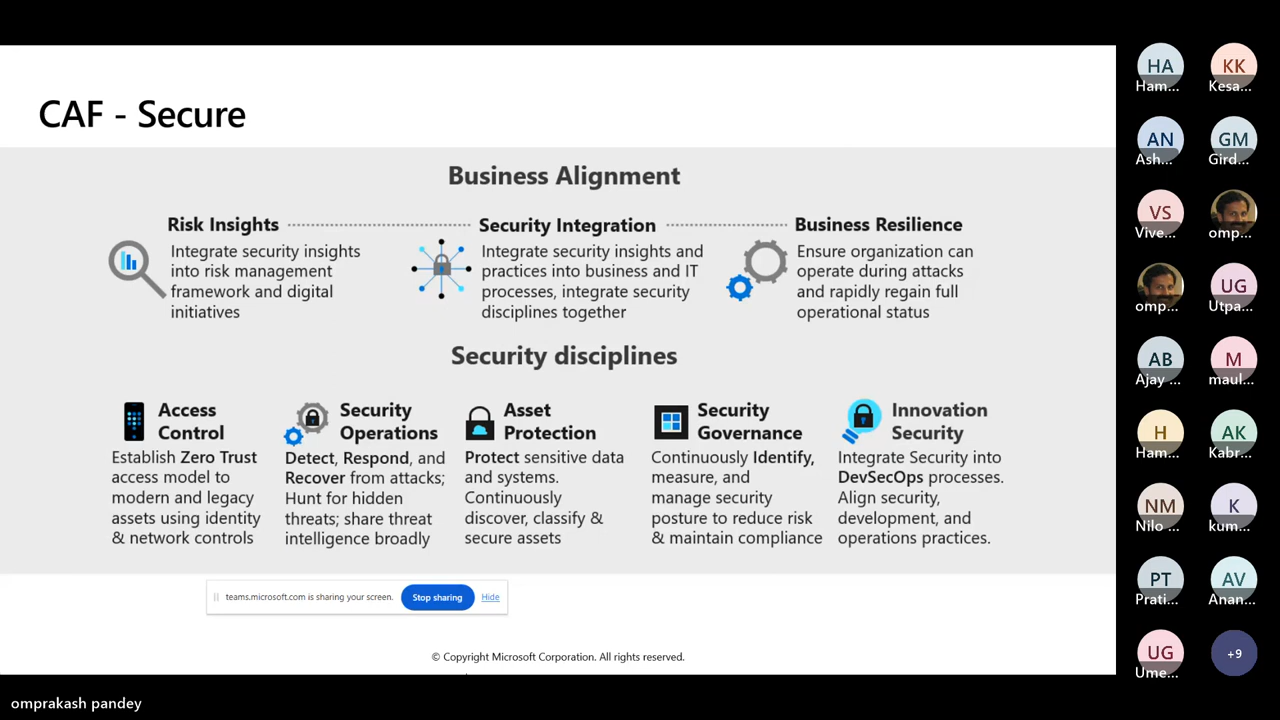 CAF - Secure
Business Alignment
Risk Insights
Integrate security insights
into risk management
framework and digital
initiatives
Security Integration
Integrate security insights and
practices into business and IT
processes, integrate security
disciplines together
Business Resilience
Ensure organization can
operate during attacks
and rapidly regain full
operational status
Security disciplines
Access
Control
Establish Zero Trust
access model to
modern and legacy
assets using identity
& network controls
Security
Operations
Detect, Respond, and
Recover from attacks;
Hunt for hidden
threats; share threat
intelligence broadly
Asset
Protection
Protect sensitive data
and systems.
Continuously
discover, classify &
secure assets
Security
Governance
Continuously Identify,
measure, and
manage security
posture to reduce risk
& maintain compliance
Innovation
Security
Integrate Security into
DevSecOps processes.
Align security,
development, and
operations practices.
teams.microsoft.com is sharing your screen.
Stop sharing
Hide
© Copyright Microsoft Corporation. All rights reserved.
omprakash pandey
HA
Ham...
KK
Kesa...
AN
Ash...
GM
Gird...
VS
Vive...
omp...
omp...
UG
Utpa...
AB
Ajay ...
M
maul...
H
Ham...
AK
Kabr...
NM
Nilo ...
K
kum...
PT
Prati...
AV
Anan...
UG
Ume...
+9